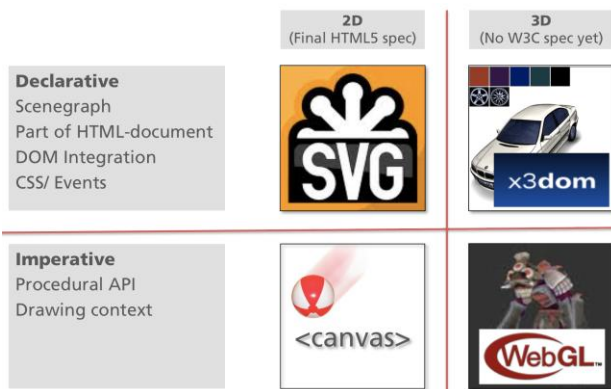 2D
(Final HTML5 spec)
3D
(No W3C spec yet)
Declarative
Scenegraph
Part of HTML-document
DOM Integration
CSS/ Events
SVG
x3dom
Imperative
Procedural API
Drawing context
<canvas>
WebGL™